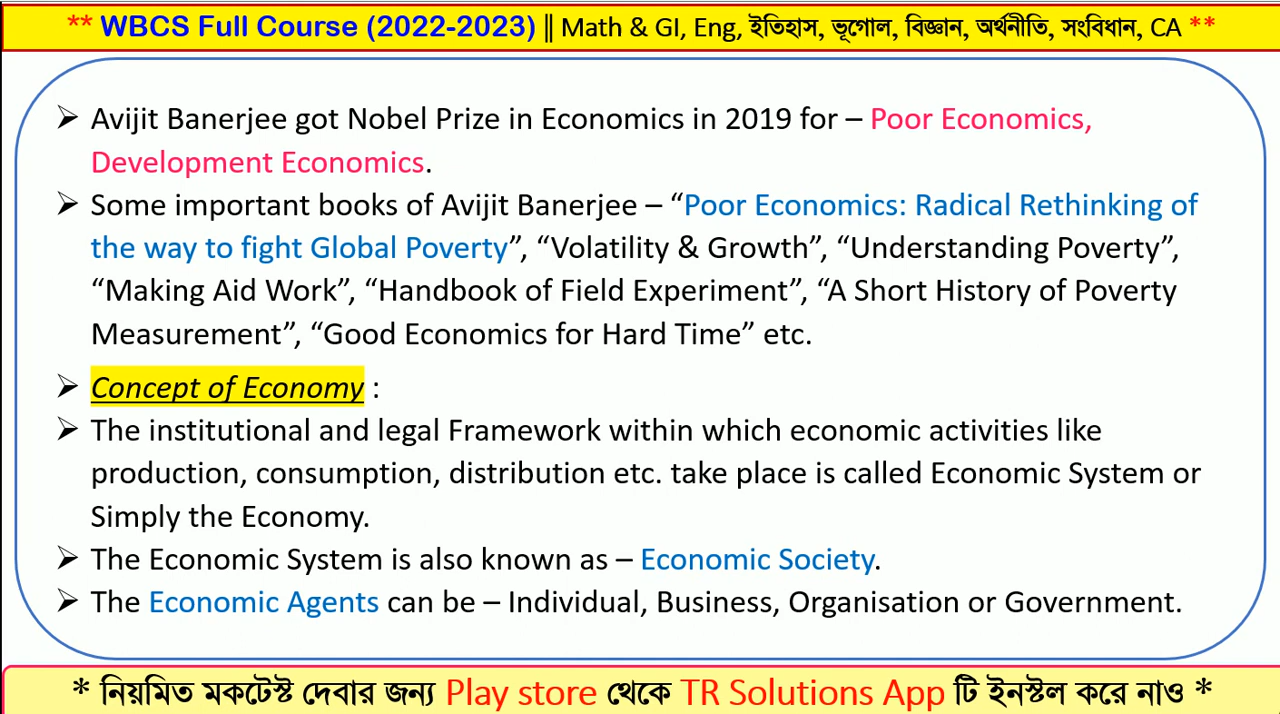 ** WBCS Full Course (2022-2023) || Math & GI, Eng, ইতিহাস, ভূগোল, বিজ্ঞান, অর্থনীতি, সংবিধান, CA **
➢ Avijit Banerjee got Nobel Prize in Economics in 2019 for – Poor Economics,
Development Economics.
➢ Some important books of Avijit Banerjee – “Poor Economics: Radical Rethinking of
the way to fight Global Poverty”, “Volatility & Growth”, “Understanding Poverty”,
“Making Aid Work”, “Handbook of Field Experiment”, “A Short History of Poverty
Measurement”, “Good Economics for Hard Time” etc.
➢ Concept of Economy :
➢ The institutional and legal Framework within which economic activities like
production, consumption, distribution etc. take place is called Economic System or
Simply the Economy.
➢ The Economic System is also known as – Economic Society.
➢ The Economic Agents can be – Individual, Business, Organisation or Government.
* নিয়মিত মকটেস্ট দেবার জন্য Play store থেকে TR Solutions App টি ইনস্টল করে নাও *